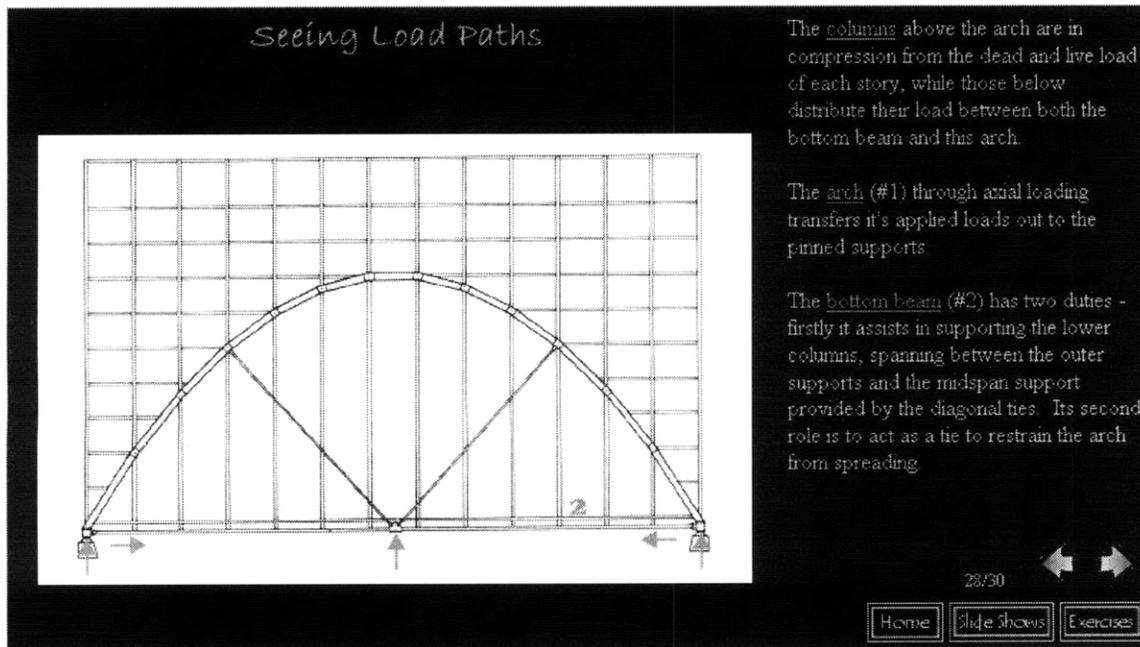 Seeing Load Paths
The columns above the arch are in
compression from the dead and live load
of each story, while those below
distribute their load between both the
bottom beam and this arch.
The arch (#1) through axial loading
transfers it's applied loads out to the
pinned supports
The bottom beam (#2) has two duties -
firstly it assists in supporting the lower
columns, spanning between the outer
supports and the midspan support
provided by the diagonal ties. Its second
role is to act as a tie to restrain the arch
from spreading.
2
28/30
Home
Slide Shows
Exercises